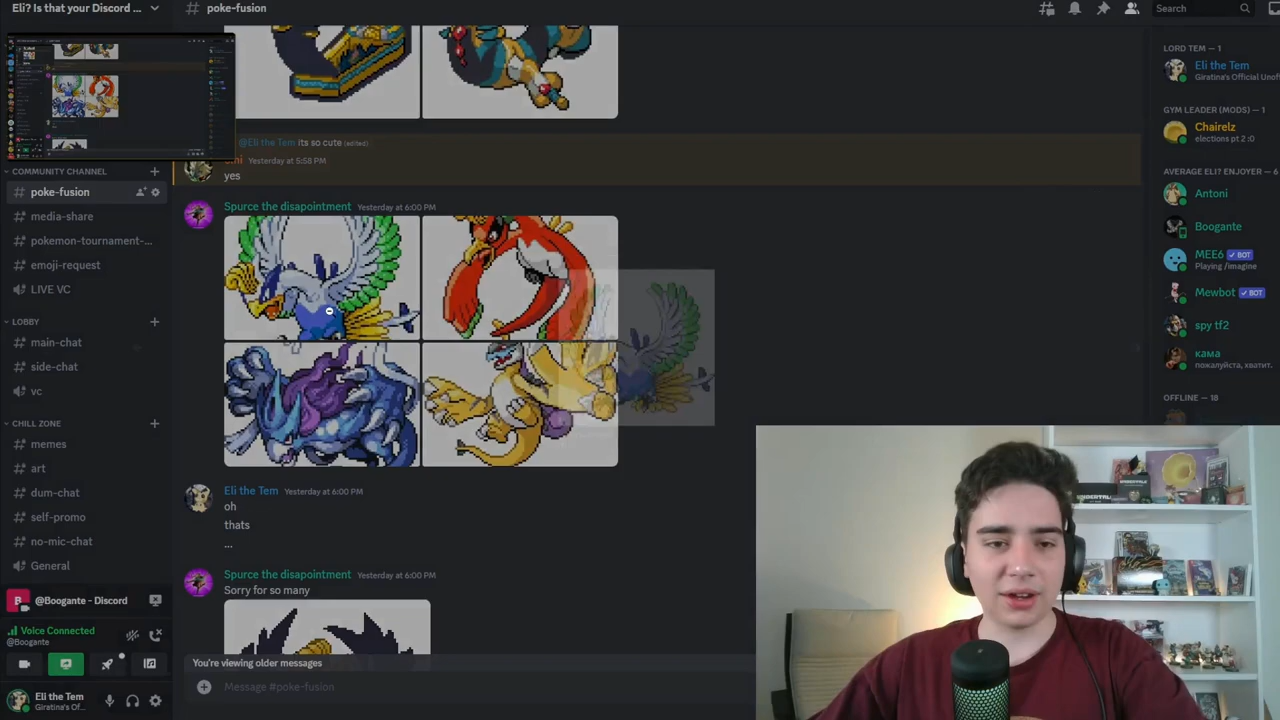 Eli? Is that your Discord ...
# poke-fusion
Search
COMMUNITY CHANNEL
# poke-fusion
# media-share
# pokemon-tournament-...
# emoji-request
LIVE VC
LOBBY
# main-chat
# side-chat
vc
CHILL ZONE
# memes
# art
# dum-chat
# self-promo
# no-mic-chat
General
@Boogante - Discord
Voice Connected
@Boogante
Eli the Tem
Giratina's Of...
@Eli the Tem its so cute (edited)
Yesterday at 5:58 PM
yes
Spurce the disapointment Yesterday at 6:00 PM
Eli the Tem Yesterday at 6:00 PM
oh
thats
...
Spurce the disapointment Yesterday at 6:00 PM
Sorry for so many
You're viewing older messages
Message #poke-fusion
LORD TEM — 1
Eli the Tem
Giratina's Official Unof
GYM LEADER (MODS) — 1
Chairelz
elections pt 2 :0
AVERAGE ELI? ENJOYER — 6
Antoni
Boogante
MEE6 ✓ BOT
Playing /imagine
Mewbot ✓ BOT
spy tf2
кама
пожалуйста, хватит.
OFFLINE — 18
UNDERTALE